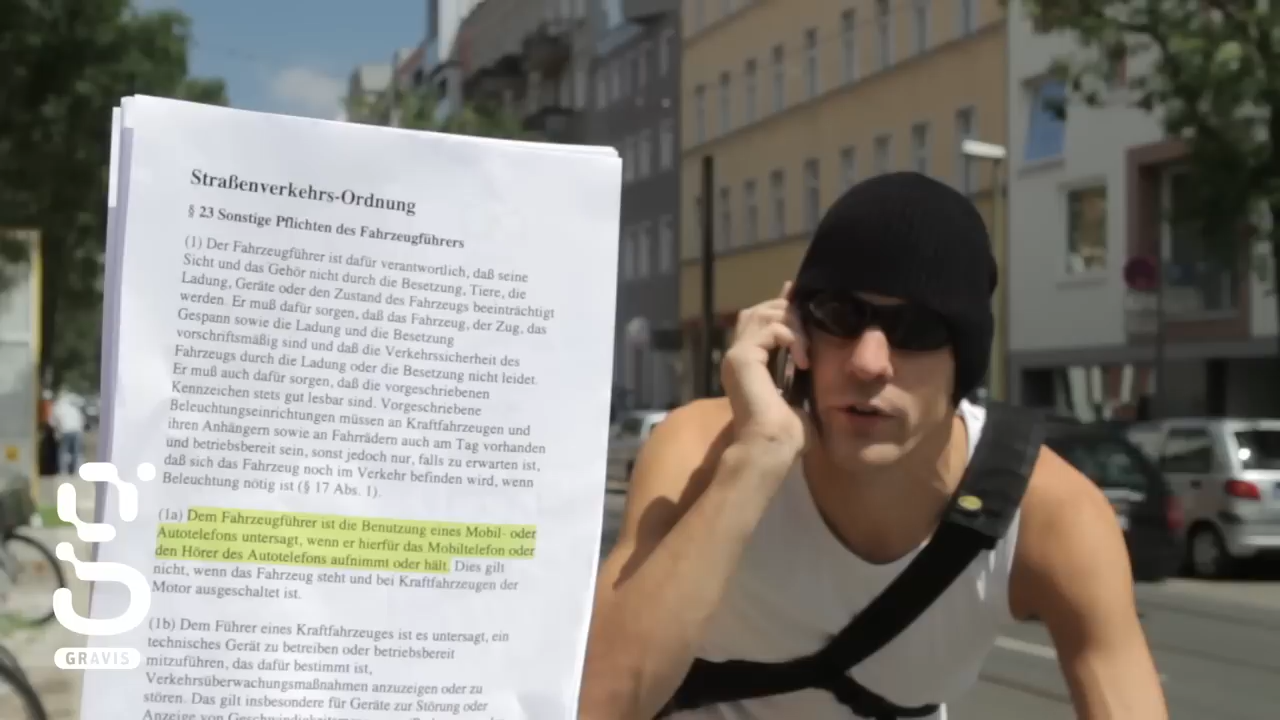 Straßenverkehrs-Ordnung
§ 23 Sonstige Pflichten des Fahrzeugführers
(1) Der Fahrzeugführer ist dafür verantwortlich, daß seine
Sicht und das Gehör nicht durch die Besetzung, Tiere, die
Ladung, Geräte oder den Zustand des Fahrzeugs beeinträchtigt
werden. Er muß dafür sorgen, daß das Fahrzeug, der Zug, das
Gespann sowie die Ladung und die Besetzung
vorschriftsmäßig sind und daß die Verkehrssicherheit des
Fahrzeugs durch die Ladung oder die Besetzung nicht leidet.
Er muß auch dafür sorgen, daß die vorgeschriebenen
Kennzeichen stets gut lesbar sind. Vorgeschriebene
Beleuchtungseinrichtungen müssen an Kraftfahrzeugen und
ihren Anhängern sowie an Fahrrädern auch am Tag vorhanden
und betriebsbereit sein, sonst jedoch nur, falls zu erwarten ist,
daß sich das Fahrzeug noch im Verkehr befinden wird, wenn
Beleuchtung nötig ist (§ 17 Abs. 1).
(1a) Dem Fahrzeugführer ist die Benutzung eines Mobil- oder
Autotelefons untersagt, wenn er hierfür das Mobiltelefon oder
den Hörer des Autotelefons aufnimmt oder hält. Dies gilt
nicht, wenn das Fahrzeug steht und bei Kraftfahrzeugen der
Motor ausgeschaltet ist.
(1b) Dem Führer eines Kraftfahrzeuges ist es untersagt, ein
technisches Gerät zu betreiben oder betriebsbereit
mitzuführen, das dafür bestimmt ist,
Verkehrsüberwachungsmaßnahmen anzuzeigen oder zu
stören. Das gilt insbesondere für Geräte zur Störung oder
Anzeige von
g
GRAVIS